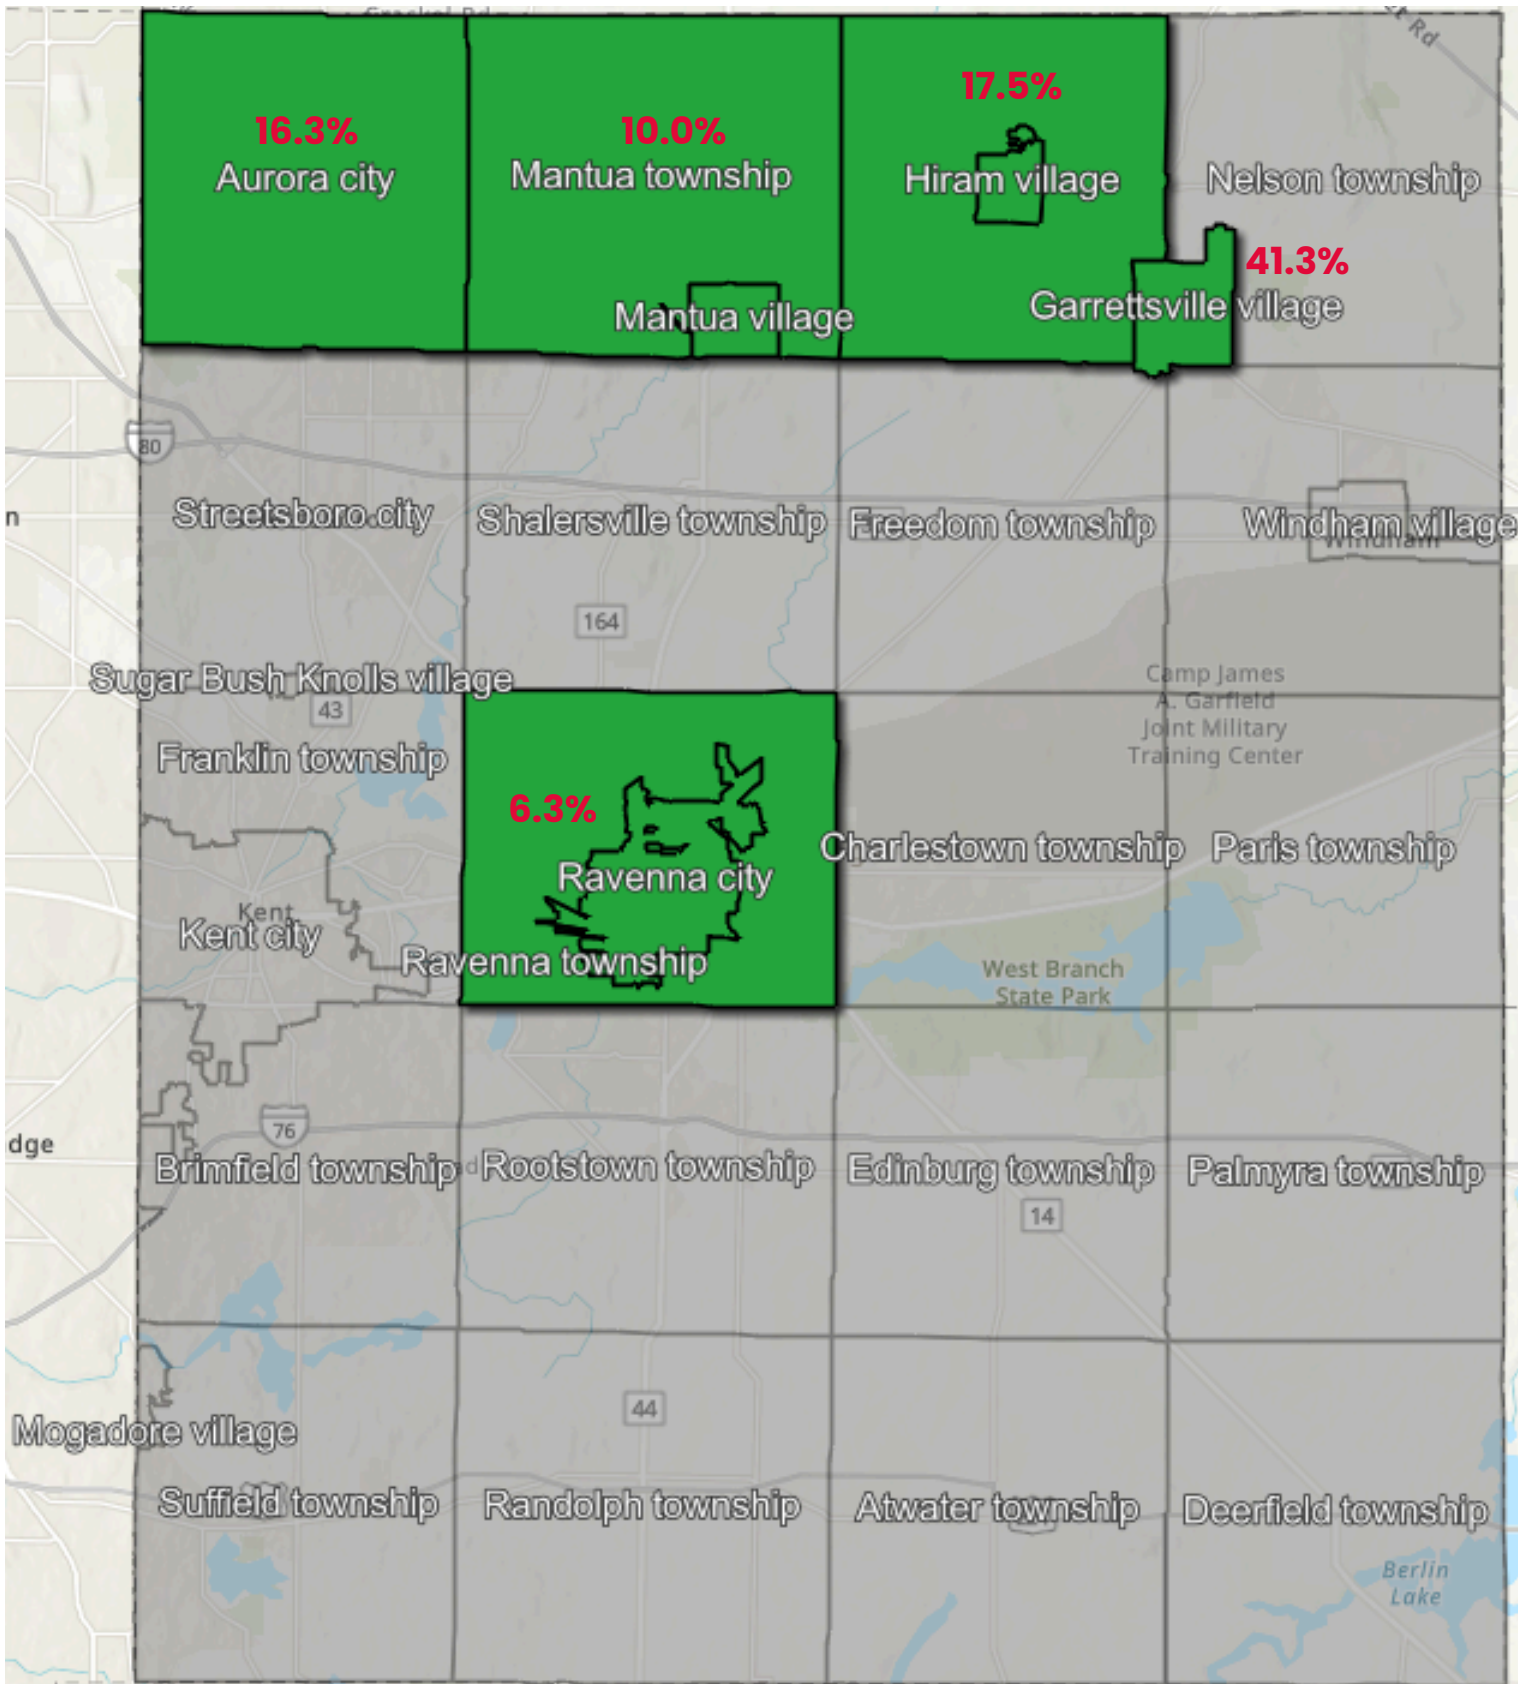 17.5%
16.3%
10.0%
Aurora city
Mantua township
Hiram village
Nelson township
41.3%
Mantua village
Garrettsville village
80
n
Streetsboro city
Shalersville township
Freedom township
Windham village
Windham
164
Sugar Bush Knolls village
43
Camp James
A. Garfield
Joint Military
Training Center
Franklin township
6.3%
Charlestown township
Paris township
Ravenna city
Kent
Kent city
Ravenna township
West Branch
State Park
76
dge
Brimfield township
Rootstown township
Edinburg township
Palmyra township
14
44
Mogadore village
Suffield township
Randolph township
Atwater township
Deerfield township
Berlin
Lake